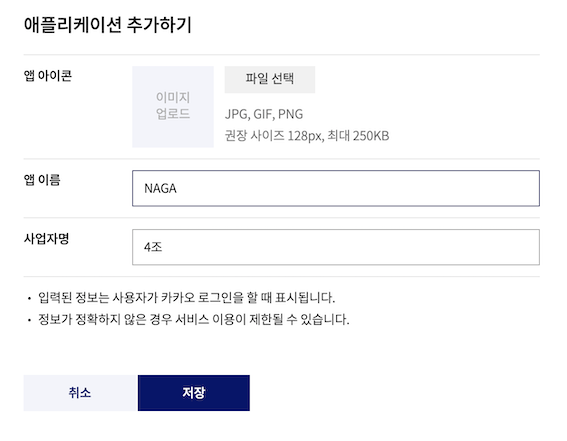 애플리케이션 추가하기
앱 아이콘
이미지
업로드
파일 선택
JPG, GIF, PNG
권장 사이즈 128px, 최대 250KB
앱 이름
NAGA
사업자명
4조
• 입력된 정보는 사용자가 카카오 로그인을 할 때 표시됩니다.
• 정보가 정확하지 않은 경우 서비스 이용이 제한될 수 있습니다.
취소
저장